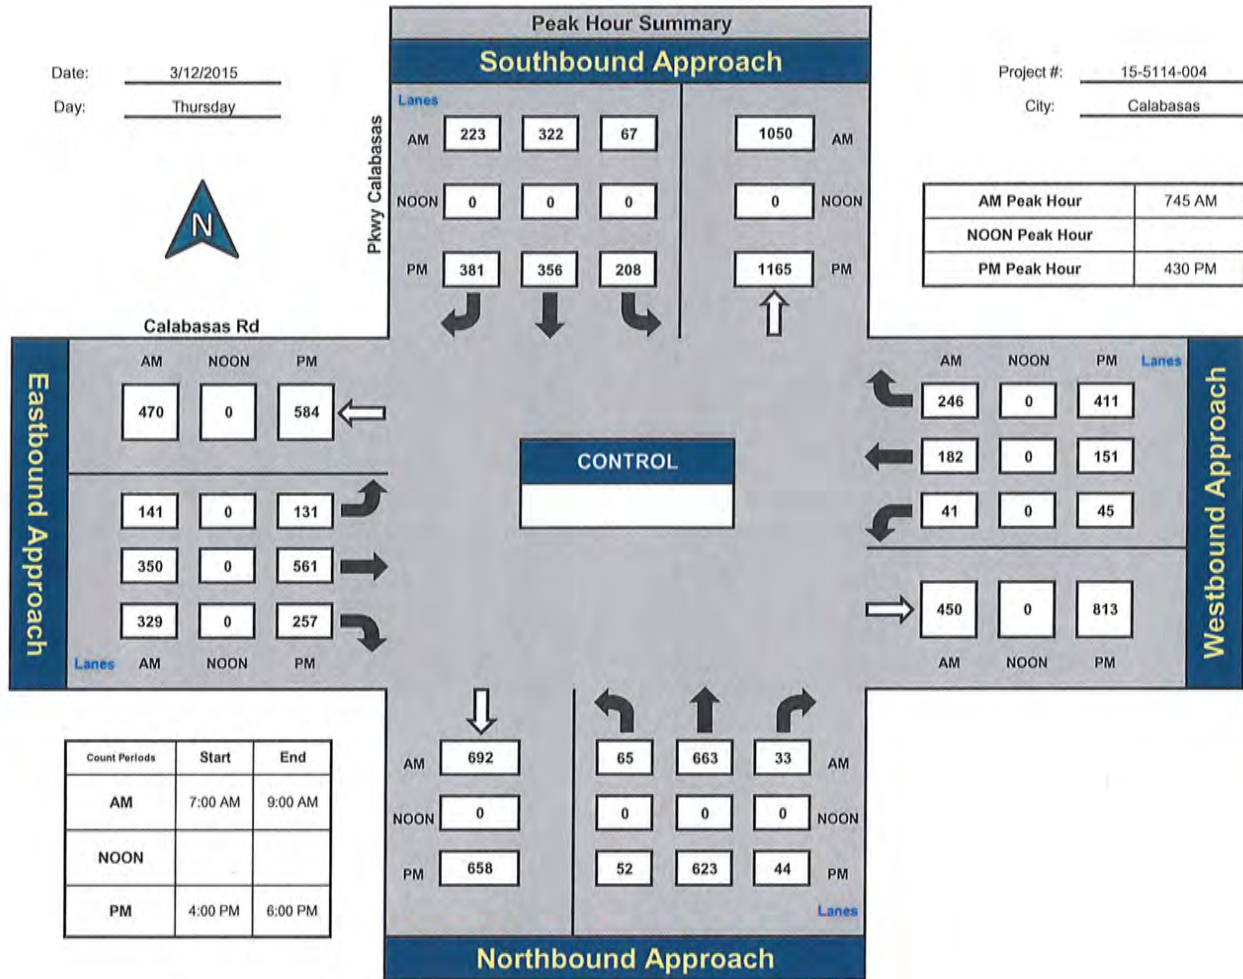 Peak Hour Summary
Southbound Approach
Date: 3/12/2015
Day: Thursday
Project #: 15-5114-004
City: Calabasas
N
Pkwy Calabasas
Lanes
AM 223 322 67 1050 AM
NOON 0 0 0 0 NOON
PM 381 356 208 1165 PM
AM Peak Hour 745 AM
NOON Peak Hour
PM Peak Hour 430 PM
Calabasas Rd
Eastbound Approach
AM NOON PM
470 0 584
141 0 131
350 0 561
329 0 257
Lanes AM NOON PM
CONTROL
AM NOON PM Lanes
246 0 411
182 0 151
41 0 45
450 0 813
AM NOON PM
Westbound Approach
Count Periods Start End
AM 7:00 AM 9:00 AM
NOON
PM 4:00 PM 6:00 PM
AM 692 65 663 33 AM
NOON 0 0 0 0 NOON
PM 658 52 623 44 PM
Lanes
Northbound Approach